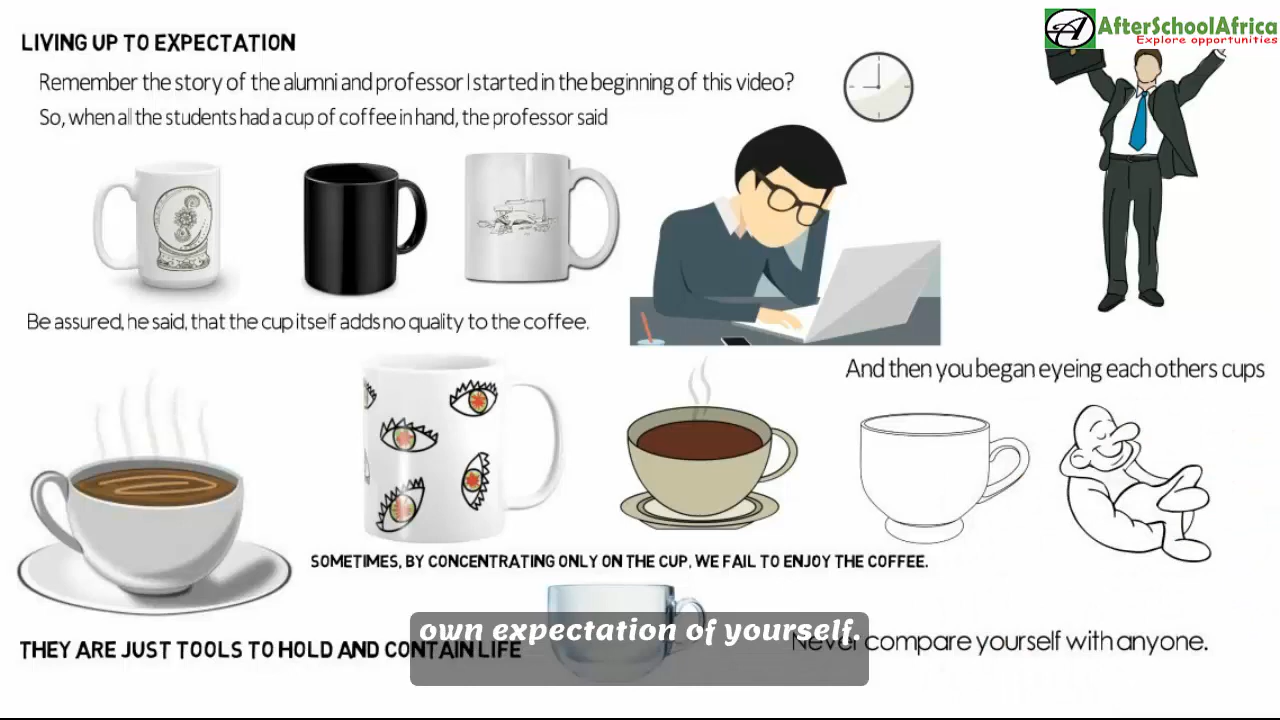 AfterSchoolAfrica
Explore opportunities
LIVING UP TO EXPECTATION
Remember the story of the alumni and professor I started in the beginning of this video?
So, when all the students had a cup of coffee in hand, the professor said
Be assured, he said, that the cup itself adds no quality to the coffee.
And then you began eyeing each others cups
SOMETIMES, BY CONCENTRATING ONLY ON THE CUP, WE FAIL TO ENJOY THE COFFEE.
own expectation of yourself.
THEY ARE JUST TOOLS TO HOLD AND CONTAIN LIFE
Never compare yourself with anyone.